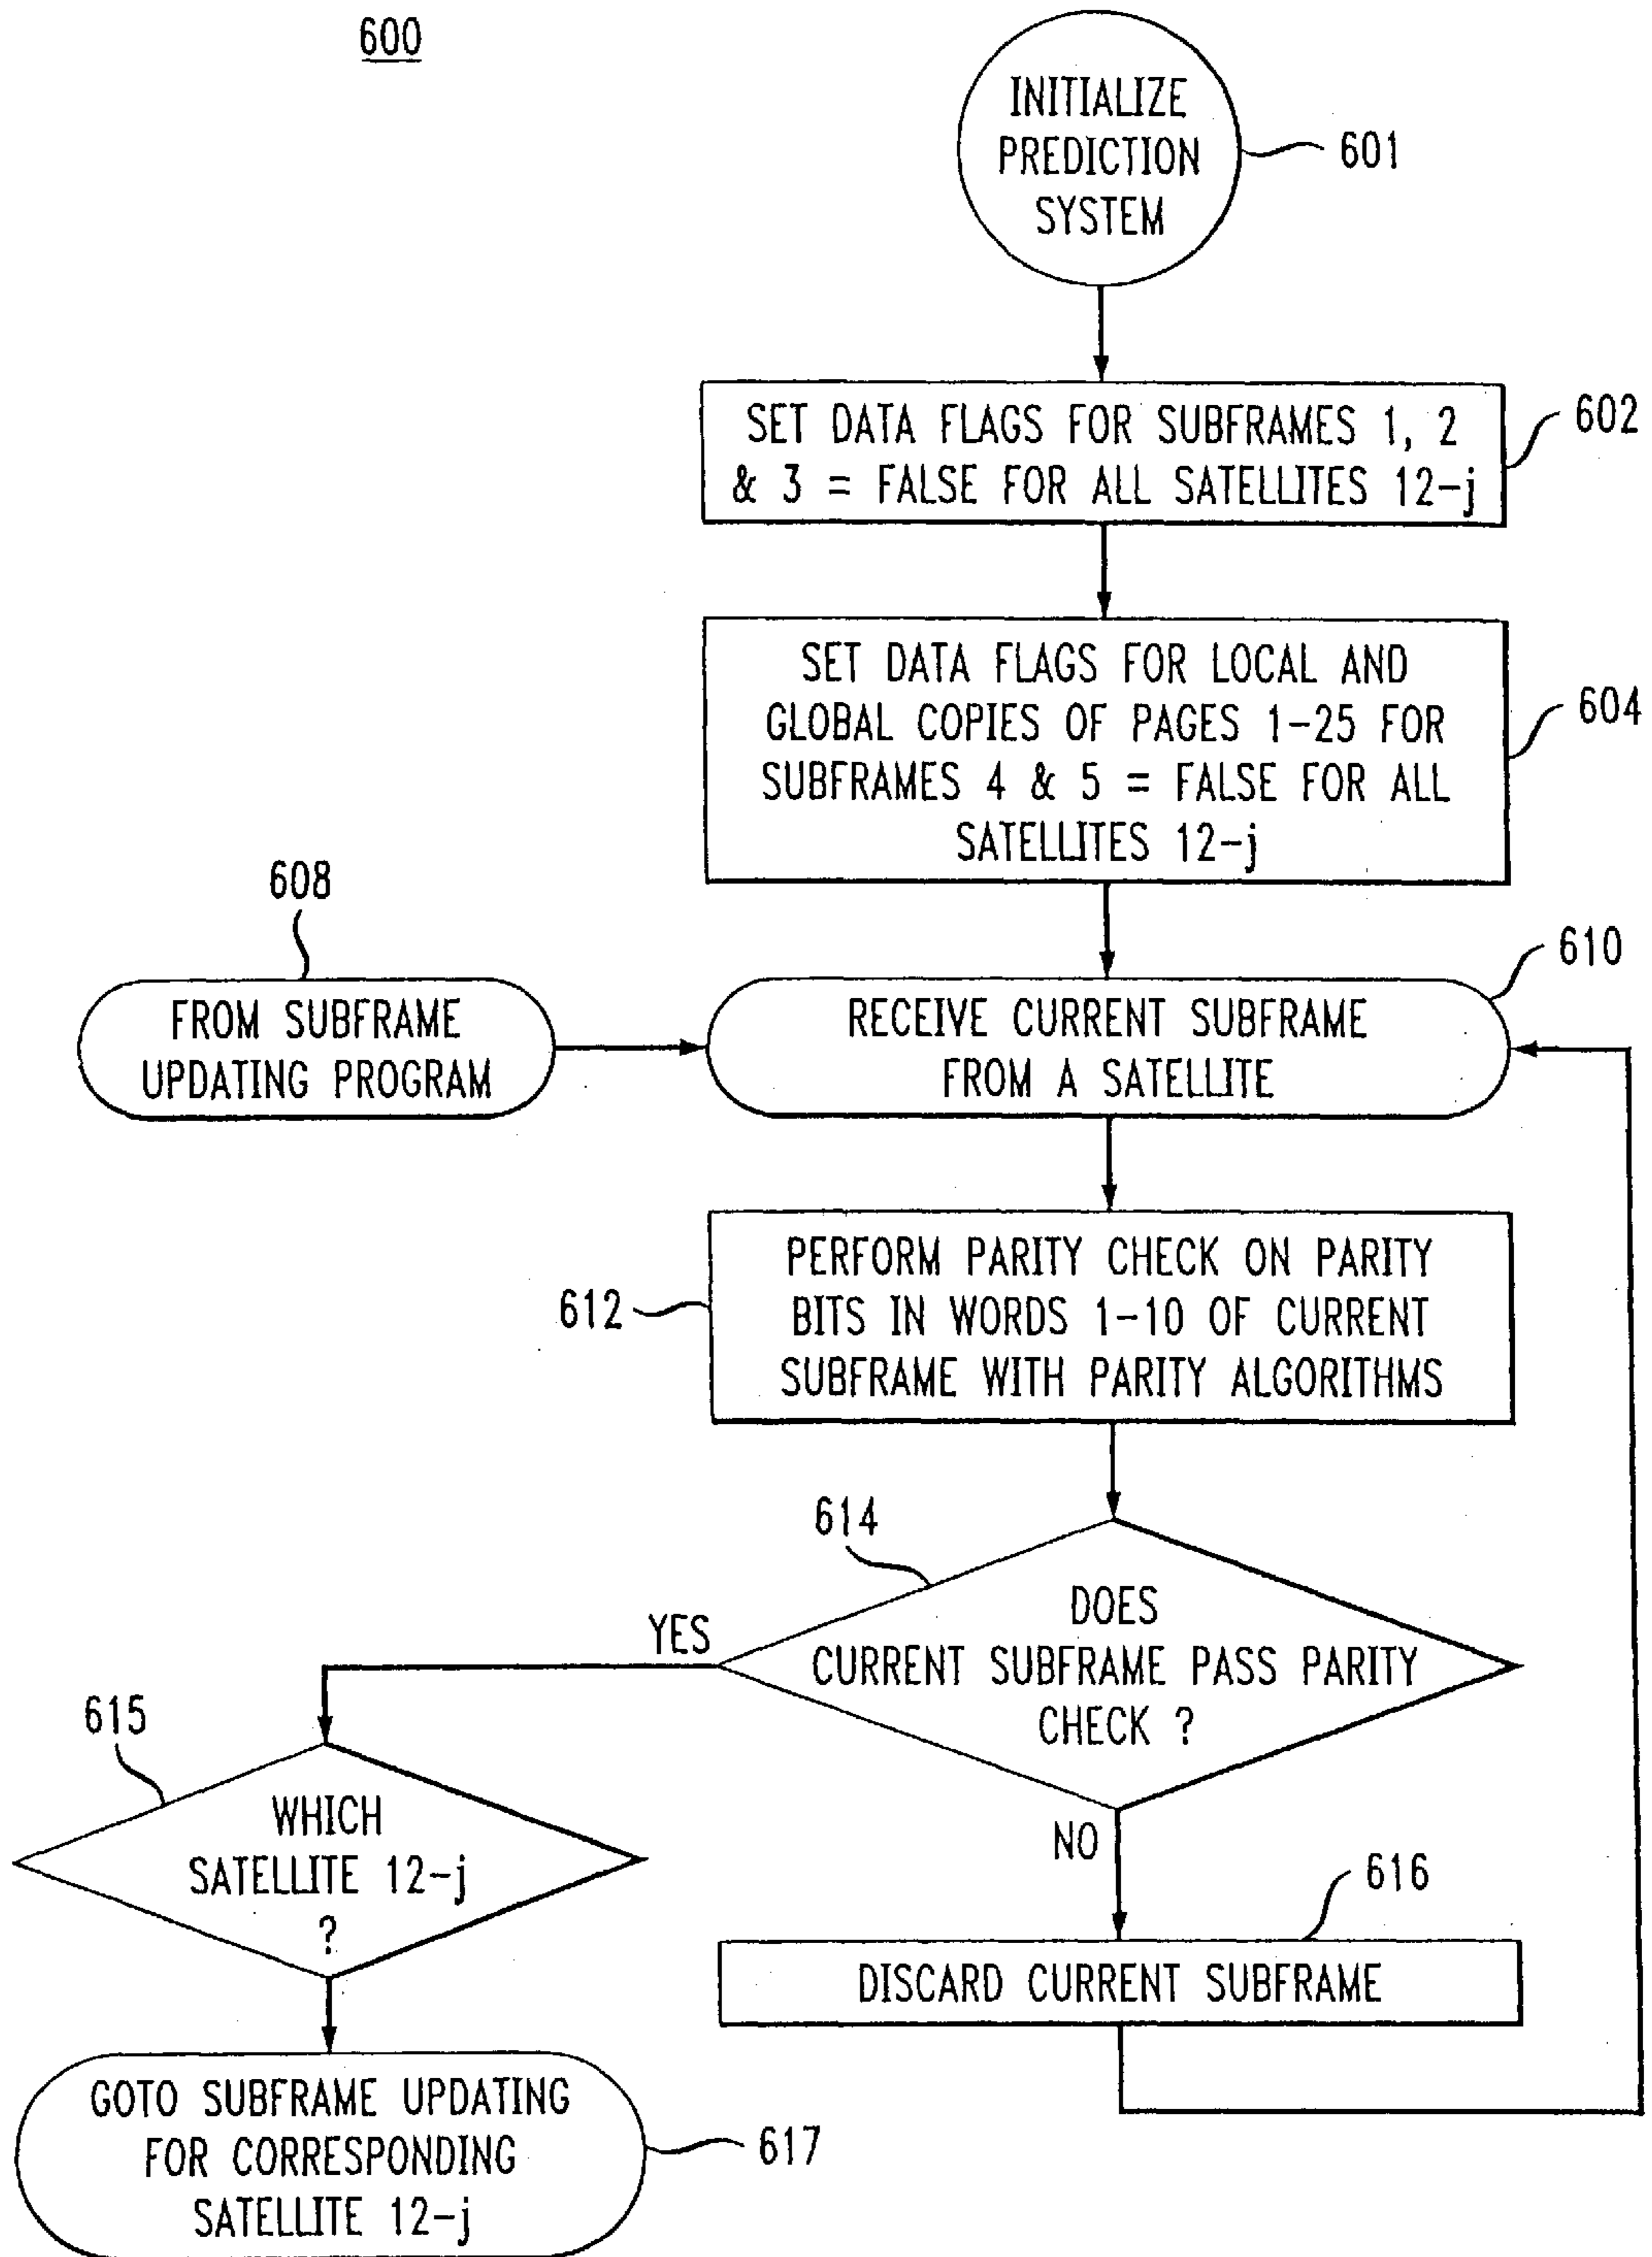 600
INITIALIZE
PREDICTION
SYSTEM
601
SET DATA FLAGS FOR SUBFRAMES 1, 2
& 3 = FALSE FOR ALL SATELLITES 12-j
602
SET DATA FLAGS FOR LOCAL AND
GLOBAL COPIES OF PAGES 1-25 FOR
SUBFRAMES 4 & 5 = FALSE FOR ALL
SATELLITES 12-j
604
608
FROM SUBFRAME
UPDATING PROGRAM
610
RECEIVE CURRENT SUBFRAME
FROM A SATELLITE
612
PERFORM PARITY CHECK ON PARITY
BITS IN WORDS 1-10 OF CURRENT
SUBFRAME WITH PARITY ALGORITHMS
614
DOES
CURRENT SUBFRAME PASS PARITY
CHECK ?
YES
NO
615
WHICH
SATELLITE 12-j
?
616
DISCARD CURRENT SUBFRAME
GOTO SUBFRAME UPDATING
FOR CORRESPONDING
SATELLITE 12-j
617